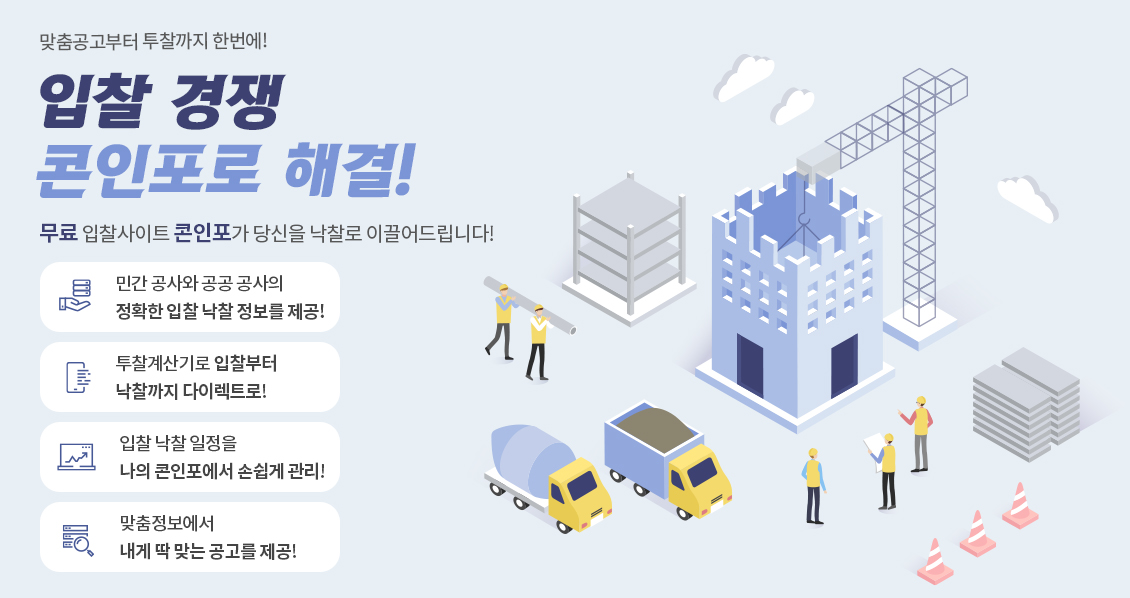 맞춤공고부터 투찰까지 한번에!
입찰 경쟁
콘인포로 해결!
무료 입찰사이트 콘인포가 당신을 낙찰로 이끌어드립니다!
민간 공사와 공공 공사의
정확한 입찰 낙찰 정보를 제공!
투찰계산기로 입찰부터
낙찰까지 다이렉트로!
입찰 낙찰 일정을
나의 콘인포에서 손쉽게 관리!
맞춤정보에서
내게 딱 맞는 공고를 제공!